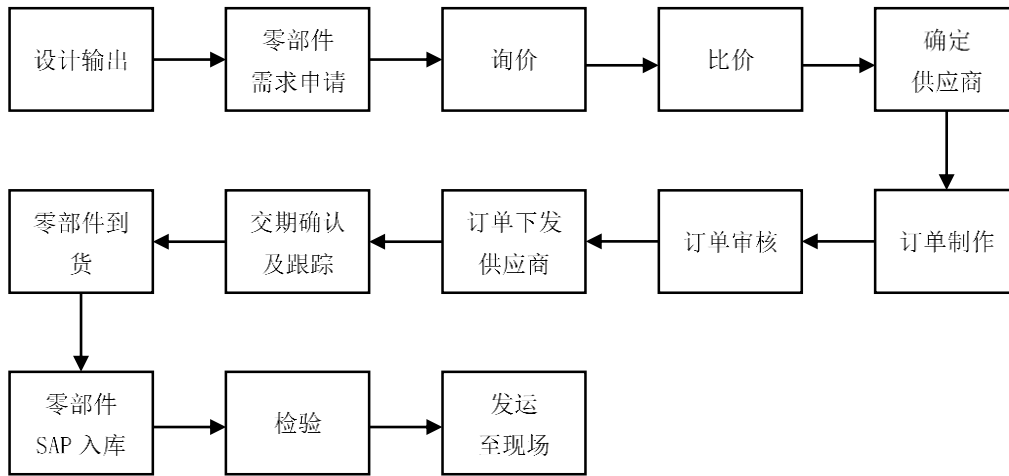 设计输出
零部件
需求申请
询价
比价
确定
供应商
零部件到
货
交期确认
及跟踪
订单下发
供应商
订单审核
订单制作
零部件
SAP 入库
检验
发运
至现场